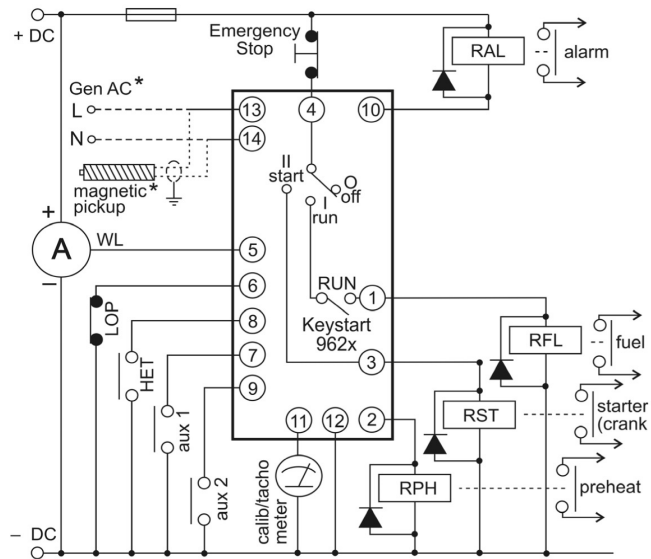 + DC
Emergency
Stop
RAL
alarm
Gen AC*
L
N
13
4
10
14
magnetic*
pickup
II
start
O
off
I
run
+
A
WL
–
5
6
LOP
RUN
1
Keystart
962x
8
HET
7
aux 1
3
9
aux 2
RFL
fuel
RST
starter
(crank
11
12
2
calib/tacho
meter
RPH
preheat
– DC